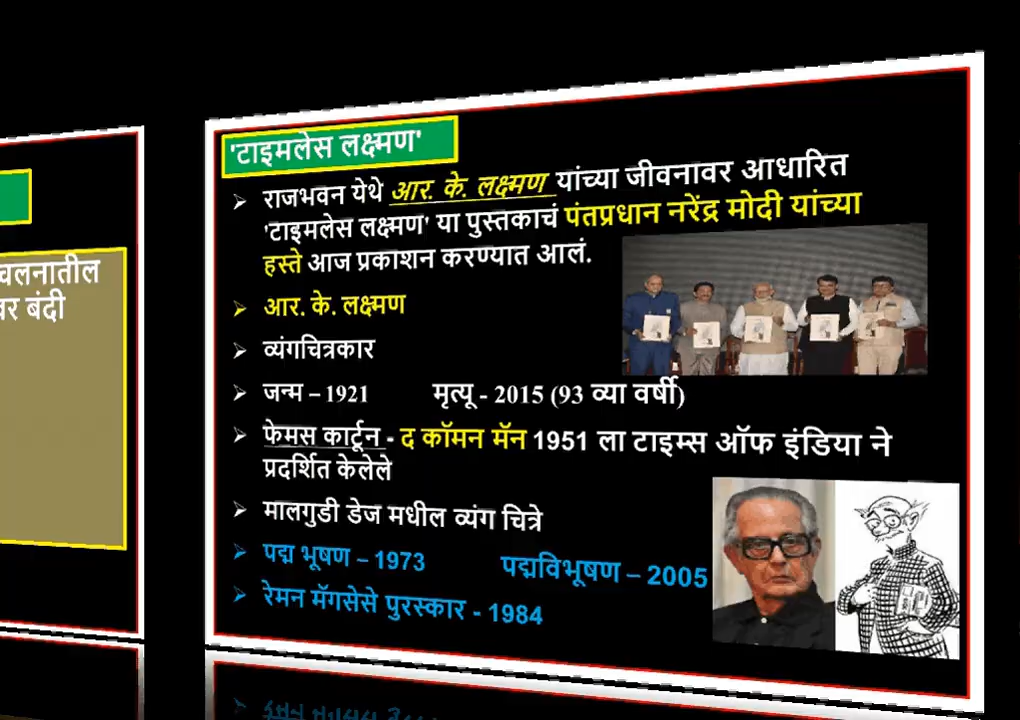 चलनातील
वर बंदी
'टाइमलेस लक्ष्मण'
➢ राजभवन येथे आर. के. लक्ष्मण यांच्या जीवनावर आधारित
'टाइमलेस लक्ष्मण' या पुस्तकाचं पंतप्रधान नरेंद्र मोदी यांच्या
हस्ते आज प्रकाशन करण्यात आलं.
➢ आर. के. लक्ष्मण
➢ व्यंगचित्रकार
➢ जन्म – 1921 मृत्यू - 2015 (93 व्या वर्षी)
➢ फेमस कार्टून - द कॉमन मॅन 1951 ला टाइम्स ऑफ इंडिया ने
प्रदर्शित केलेले
➢ मालगुडी डेज मधील व्यंग चित्रे
➢ पद्म भूषण – 1973 पद्मविभूषण – 2005
➢ रेमन मॅगसेसे पुरस्कार - 1984